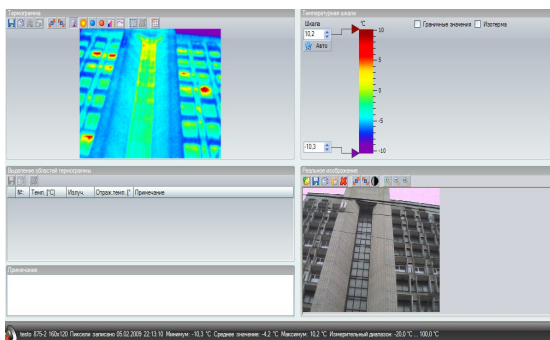 Термограмма
Температурная шкала
Шкала
°C
Граничные значения
Изотерма
10,2
Авто
10
5
0
-5
-10
-10,3
Выделение областей термограммы
№:
Темп. [°C]
Излуч.
Отраж.темп. [°
Примечание
Реальное изображение
Примечание
testo 875-2 160x120 Пиксели записано 05.02.2009 22:13:10 Минимум: -10,3 °C Среднее значение: -4,2 °C Максимум: 10,2 °C Измерительный диапазон: -20,0 °C ... 100,0 °C